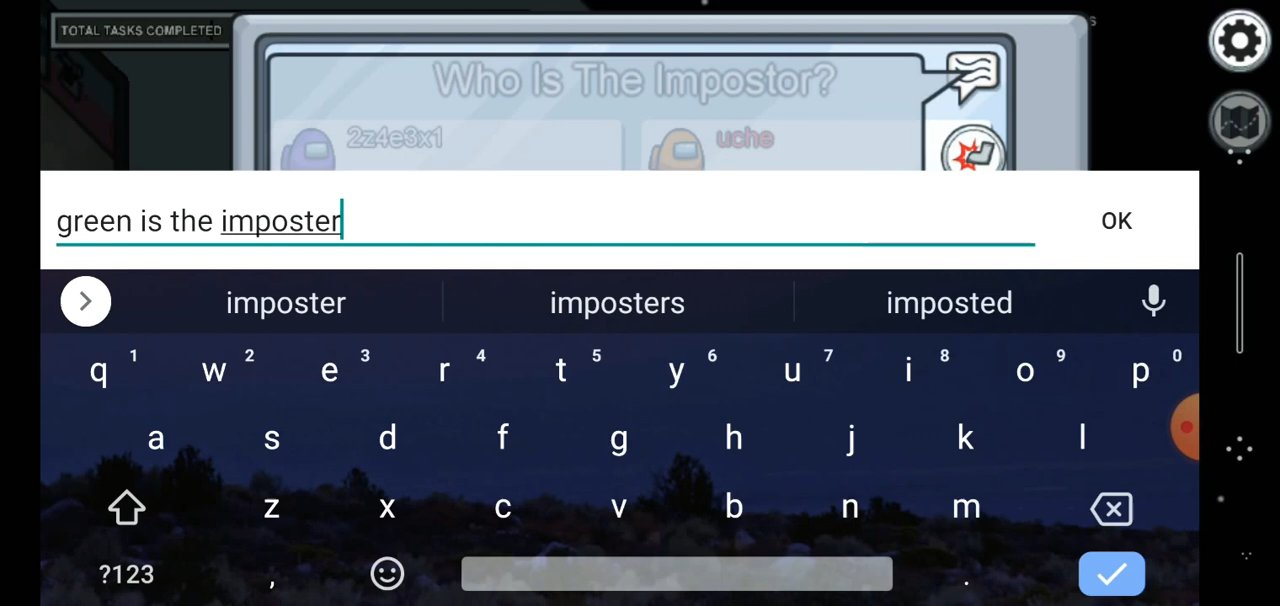 TOTAL TASKS COMPLETED
s
Who Is The Impostor?
2z4e3x1 uche
green is the imposter OK
imposter imposters imposted
q 1 w 2 e 3 r 4 t 5 y 6 u 7 i 8 o 9 p 0
a s d f g h j k l
z x c v b n m
?123 , .